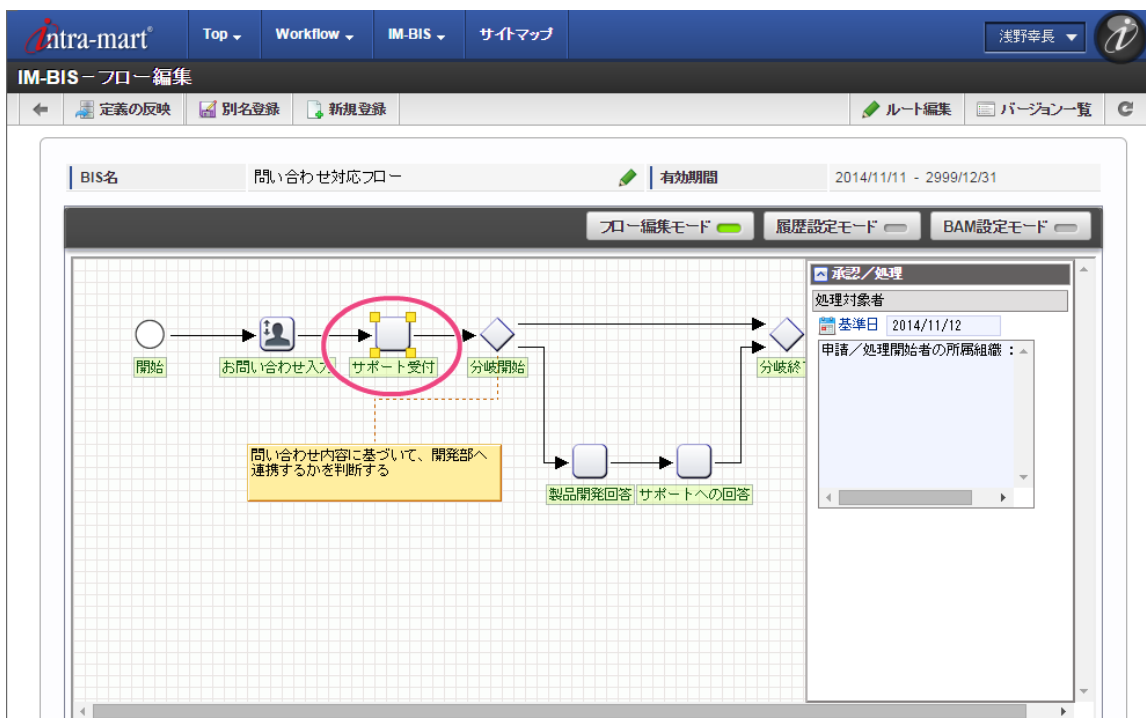 intra-mart®
Top
Workflow
IM-BIS
サイトマップ
浅野幸長
IM-BIS－フロー編集
定義の反映
別名登録
新規登録
ルート編集
バージョン一覧
BIS名
問い合わせ対応フロー
有効期間
2014/11/11 - 2999/12/31
フロー編集モード
履歴設定モード
BAM設定モード
承認／処理
処理対象者
基準日
2014/11/12
申請／処理開始者の所属組織：
開始
お問い合わせ入力
サポート受付
分岐開始
分岐終
問い合わせ内容に基づいて、開発部へ
連携するかを判断する
製品開発回答
サポートへの回答